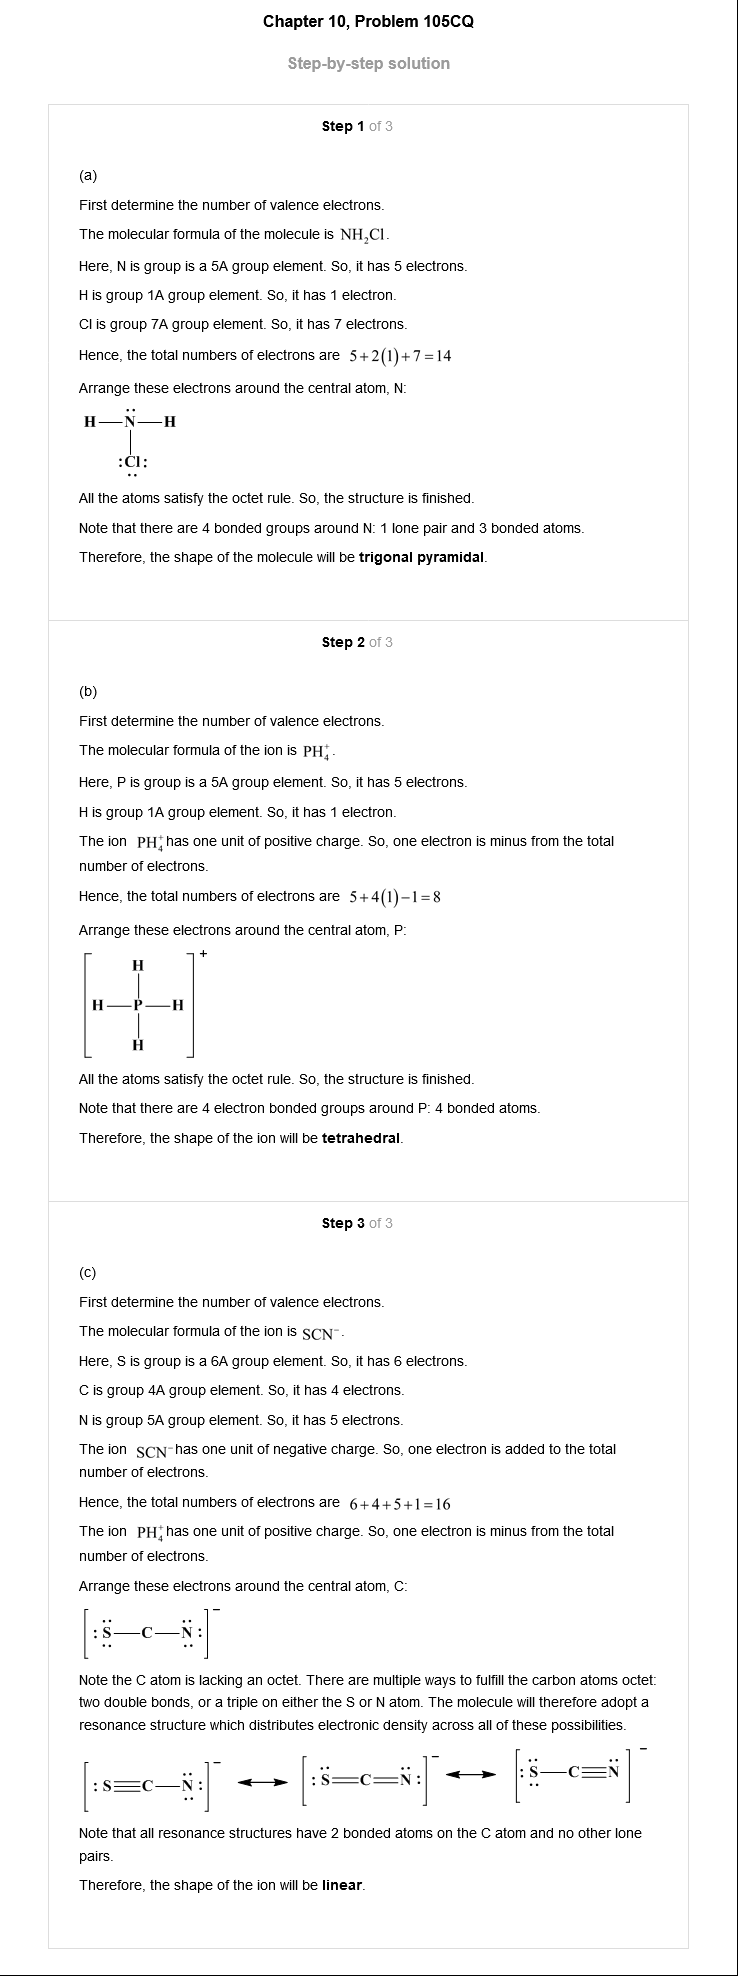 Chapter 10, Problem 105CQ
Step-by-step solution
Step 1 of 3
(a)
First determine the number of valence electrons.
The molecular formula of the molecule is NH₂Cl.
Here, N is group is a 5A group element. So, it has 5 electrons.
H is group 1A group element. So, it has 1 electron.
Cl is group 7A group element. So, it has 7 electrons.
Hence, the total numbers of electrons are 5+2(1)+7=14
Arrange these electrons around the central atom, N:
H—N—H
:Cl:
All the atoms satisfy the octet rule. So, the structure is finished.
Note that there are 4 bonded groups around N: 1 lone pair and 3 bonded atoms.
Therefore, the shape of the molecule will be trigonal pyramidal.
Step 2 of 3
(b)
First determine the number of valence electrons.
The molecular formula of the ion is PH₄⁺.
Here, P is group is a 5A group element. So, it has 5 electrons.
H is group 1A group element. So, it has 1 electron.
The ion PH₄⁺ has one unit of positive charge. So, one electron is minus from the total
number of electrons.
Hence, the total numbers of electrons are 5+4(1)−1=8
Arrange these electrons around the central atom, P:
+
H
H—P—H
H
All the atoms satisfy the octet rule. So, the structure is finished.
Note that there are 4 electron bonded groups around P: 4 bonded atoms.
Therefore, the shape of the ion will be tetrahedral.
Step 3 of 3
(c)
First determine the number of valence electrons.
The molecular formula of the ion is SCN⁻.
Here, S is group is a 6A group element. So, it has 6 electrons.
C is group 4A group element. So, it has 4 electrons.
N is group 5A group element. So, it has 5 electrons.
The ion SCN⁻ has one unit of negative charge. So, one electron is added to the total
number of electrons.
Hence, the total numbers of electrons are 6+4+5+1=16
The ion PH₄⁺ has one unit of positive charge. So, one electron is minus from the total
number of electrons.
Arrange these electrons around the central atom, C:
[:S—C—N:]⁻
Note the C atom is lacking an octet. There are multiple ways to fulfill the carbon atoms octet:
two double bonds, or a triple on either the S or N atom. The molecule will therefore adopt a
resonance structure which distributes electronic density across all of these possibilities.
[:S≡C—N:]⁻ ↔ [:S=C=N:]⁻ ↔ [:S—C≡N]⁻
Note that all resonance structures have 2 bonded atoms on the C atom and no other lone
pairs.
Therefore, the shape of the ion will be linear.